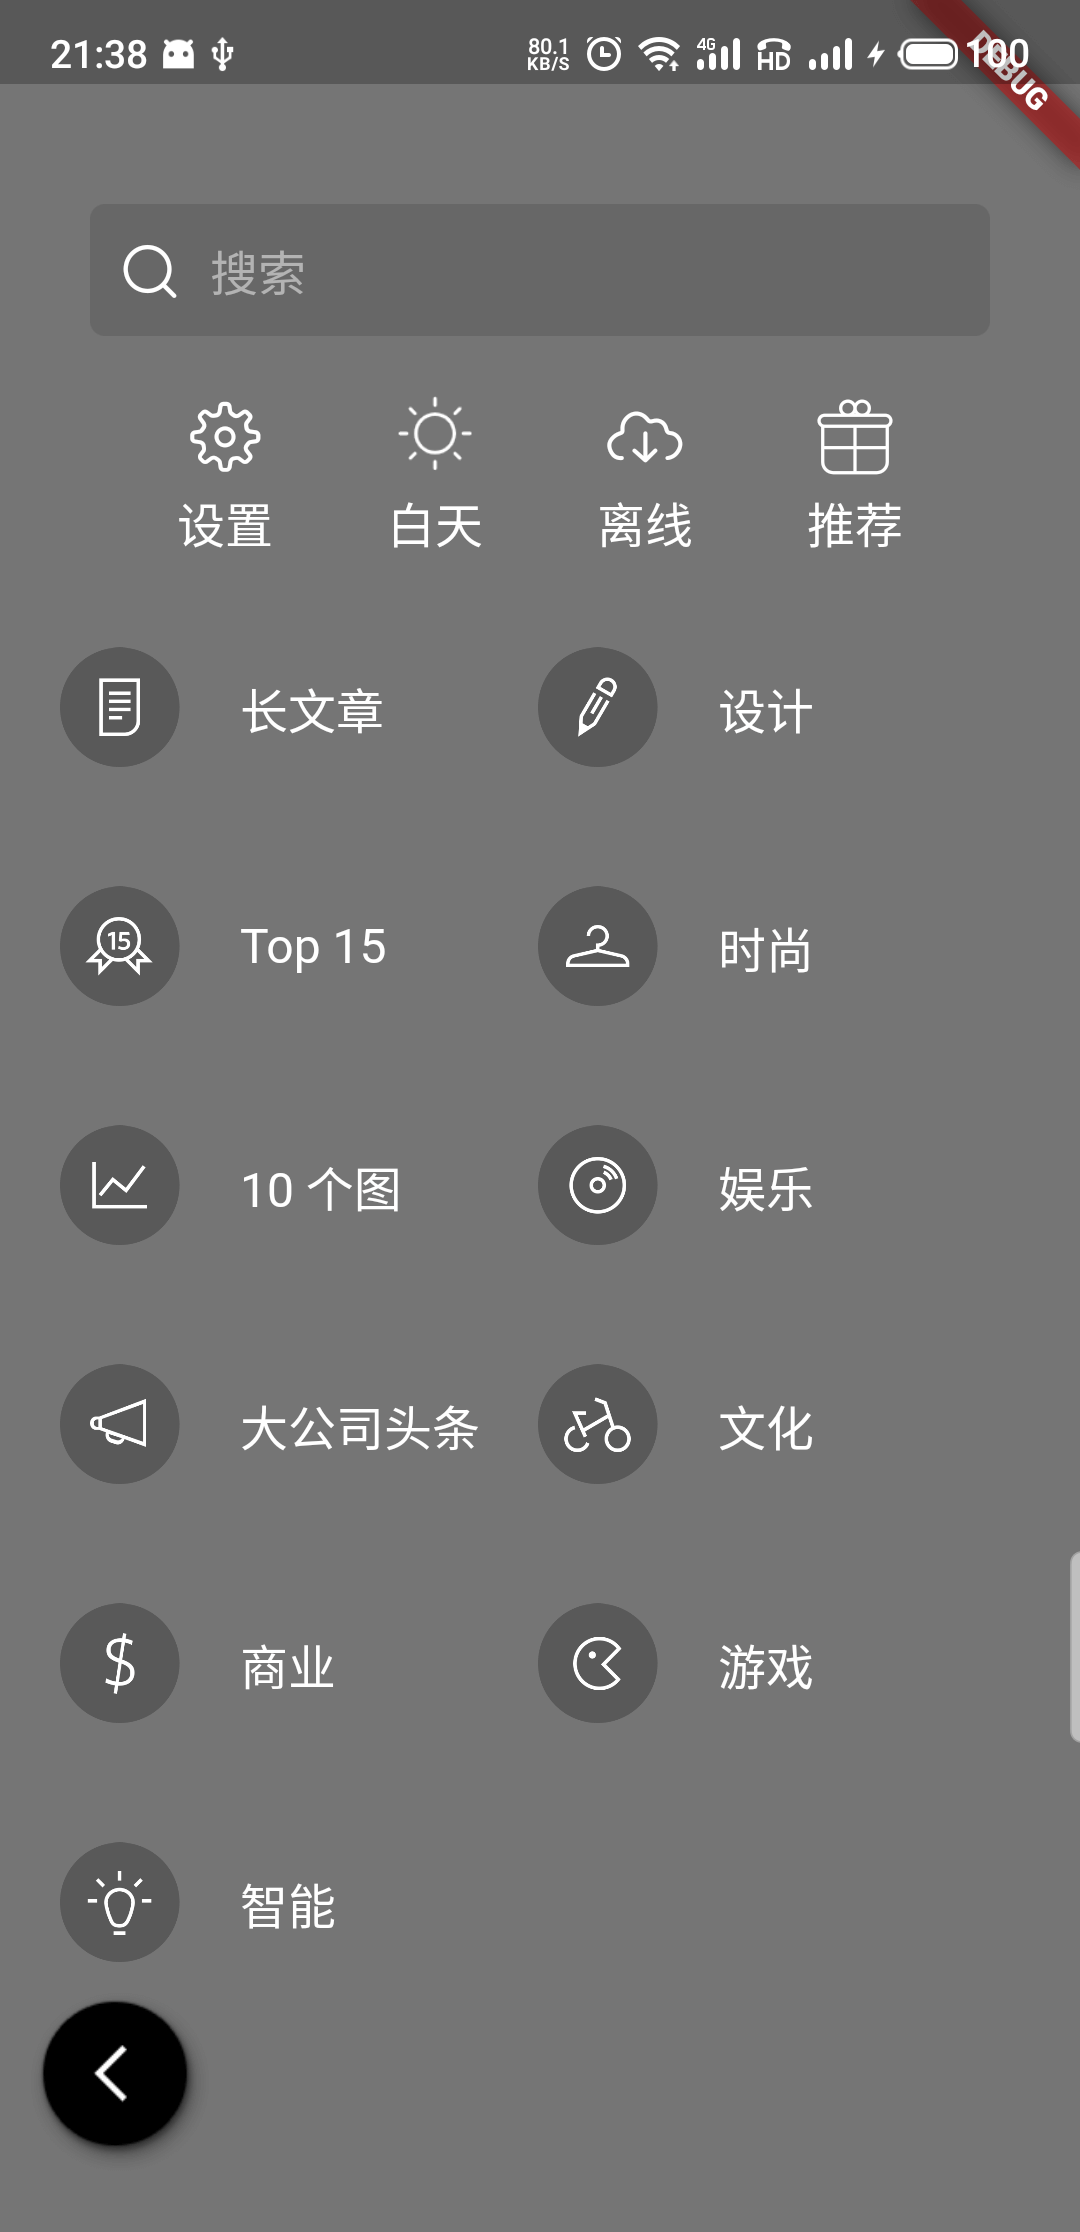 21:38 80.1 KB/S 4G HD 100
DEBUG
搜索
设置 白天 离线 推荐
长文章 设计
15 Top 15 时尚
10 个图 娱乐
大公司头条 文化
$ 商业 游戏
智能